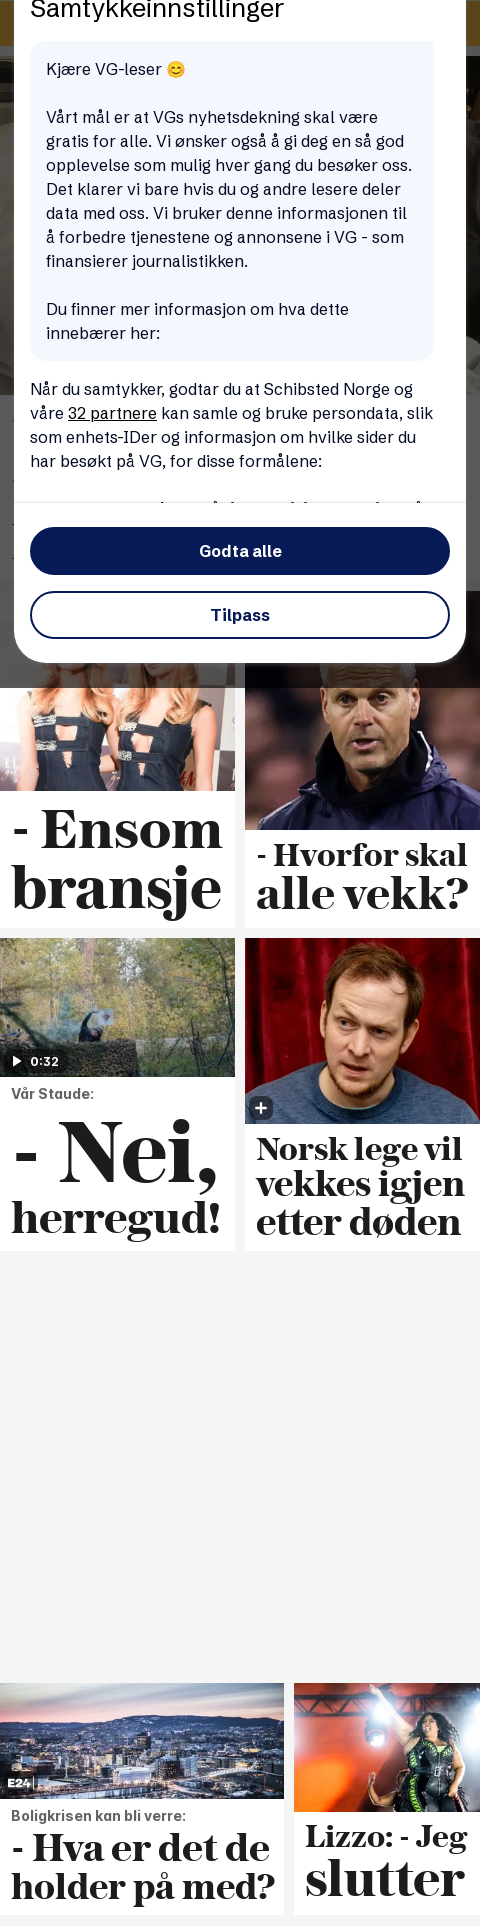 Samtykkeinnstillinger
Kjære VG-leser 😊
Vårt mål er at VGs nyhetsdekning skal være
gratis for alle. Vi ønsker også å gi deg en så god
opplevelse som mulig hver gang du besøker oss.
Det klarer vi bare hvis du og andre lesere deler
data med oss. Vi bruker denne informasjonen til
å forbedre tjenestene og annonsene i VG - som
finansierer journalistikken.
Du finner mer informasjon om hva dette
innebærer her:
Når du samtykker, godtar du at Schibsted Norge og
våre 32 partnere kan samle og bruke persondata, slik
som enhets-IDer og informasjon om hvilke sider du
har besøkt på VG, for disse formålene:
Godta alle
Tilpass
- Ensom
bransje
- Hvorfor skal
alle vekk?
0:32
Vår Staude:
- Nei,
herregud!
Norsk lege vil
vekkes igjen
etter døden
E24
Boligkrisen kan bli verre:
- Hva er det de
holder på med?
Lizzo: - Jeg
slutter